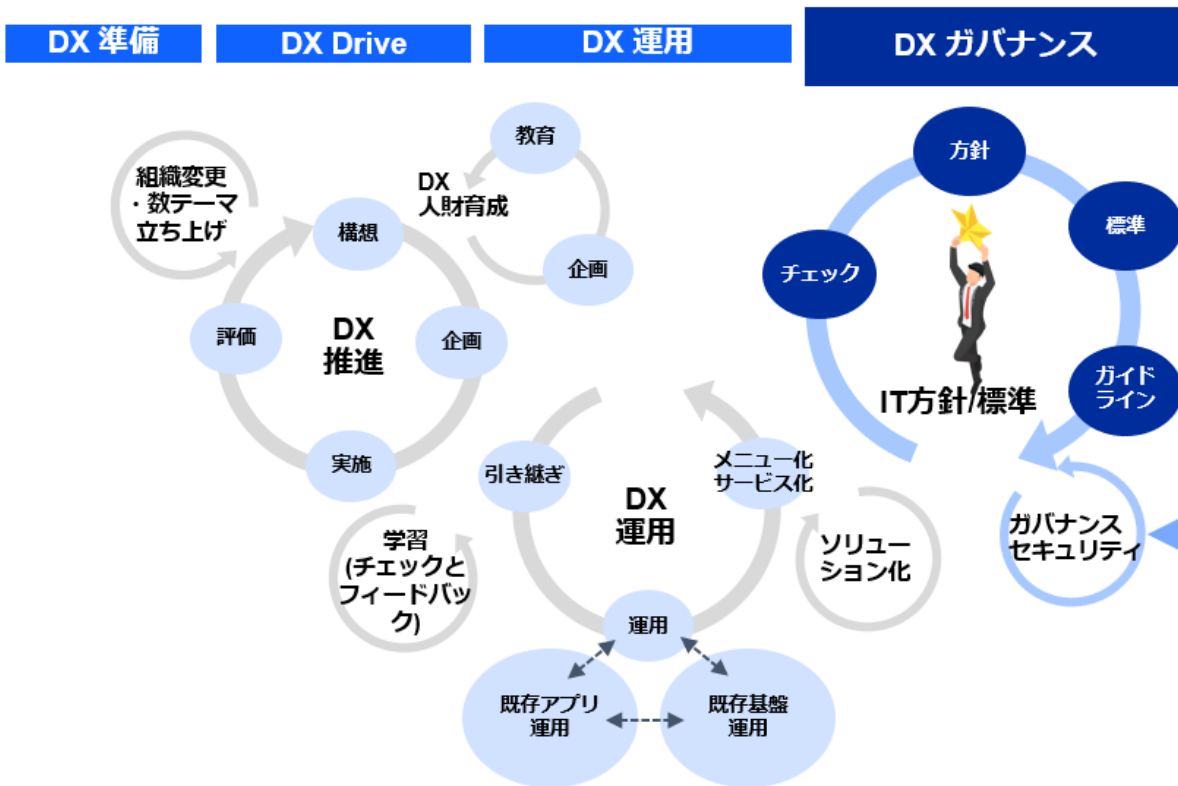 DX 準備
DX Drive
DX 運用
DX ガバナンス
組織変更
・数テーマ
立ち上げ
構想
評価
DX
推進
企画
実施
教育
DX
人財育成
企画
方針
標準
チェック
ガイド
ライン
IT方針/標準
引き継ぎ
DX
運用
メニュー化
サービス化
運用
既存アプリ
運用
既存基盤
運用
学習
(チェックと
フィードバッ
ク)
ソリュー
ション化
ガバナンス
セキュリティ